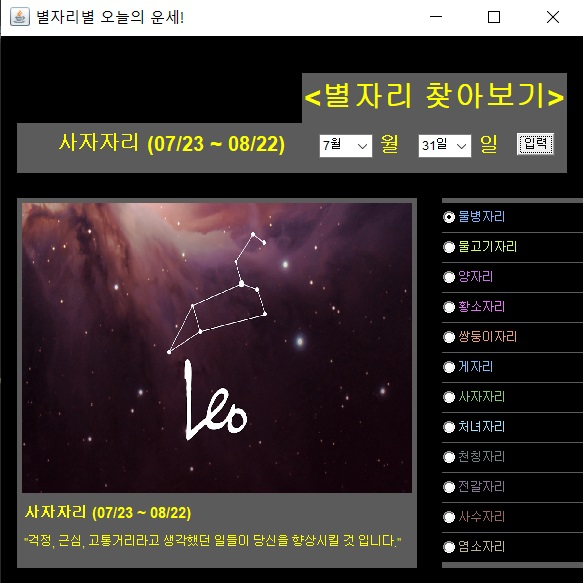 별자리별 오늘의 운세!
<별자리 찾아보기>
사자자리 (07/23 ~ 08/22) 7월 월 31일 일 입력
Leo
사자자리 (07/23 ~ 08/22)
"걱정, 근심, 고통거리라고 생각했던 일들이 당신을 향상시킬 것 입니다."
물병자리
물고기자리
양자리
황소자리
쌍둥이자리
게자리
사자자리
처녀자리
천칭자리
전갈자리
사수자리
염소자리